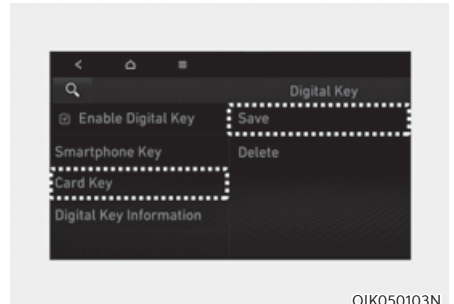 Digital Key
Enable Digital Key
Save
Smartphone Key
Delete
Card Key
Digital Key Information
OIK050103N